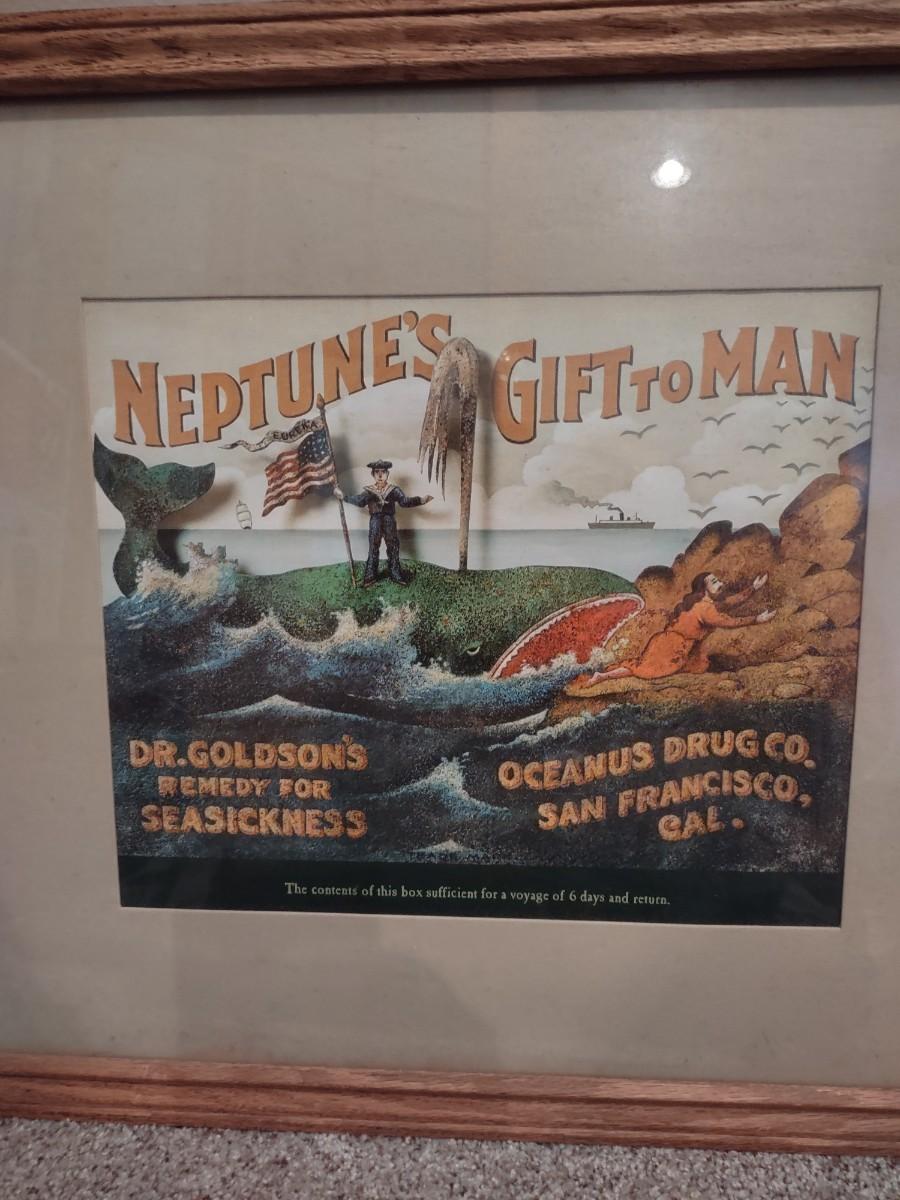 NEPTUNE'S GIFT TO MAN
EUREKA
DR. GOLDSON'S
REMEDY FOR
SEASICKNESS
OCEANUS DRUG CO.
SAN FRANCISCO,
CAL.
The contents of this box sufficient for a voyage of 6 days and return.